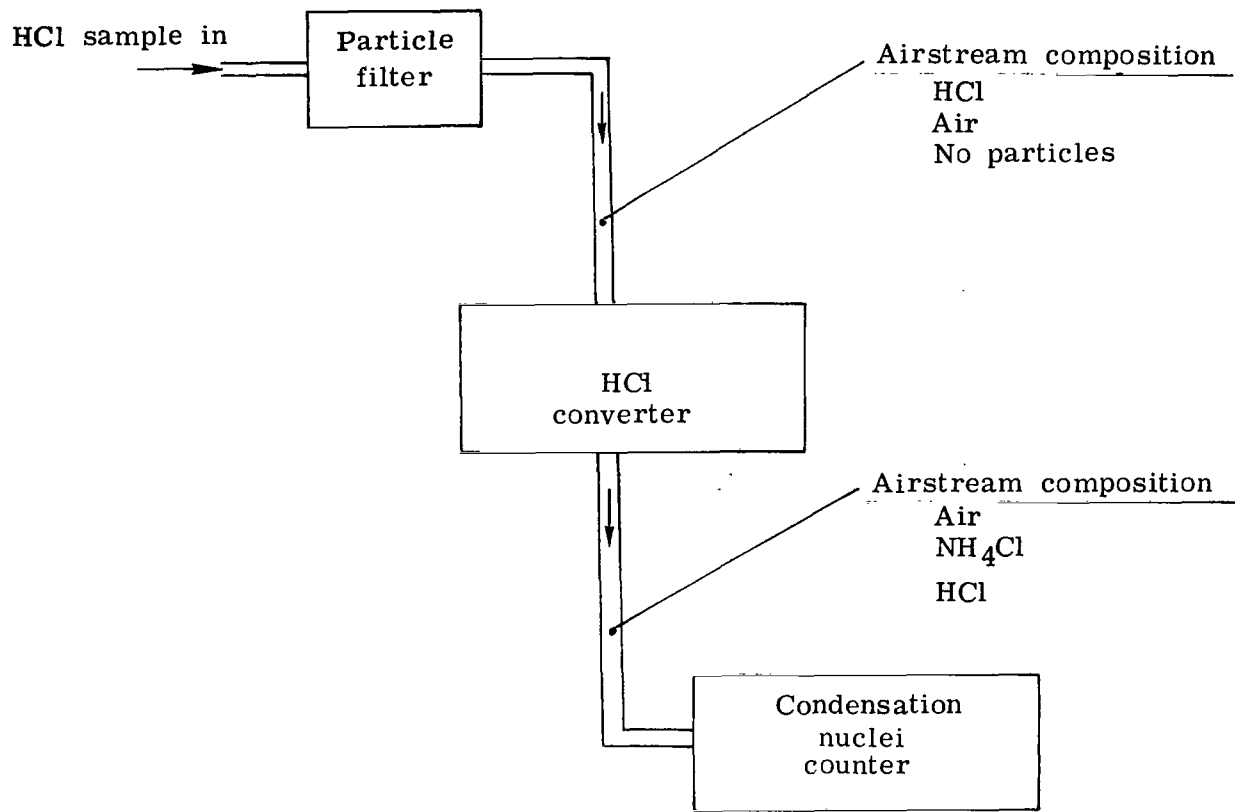 HCl sample in
Particle
filter
Airstream composition
HCl
Air
No particles
HCl
converter
Airstream composition
Air
NH4Cl
HCl
Condensation
nuclei
counter